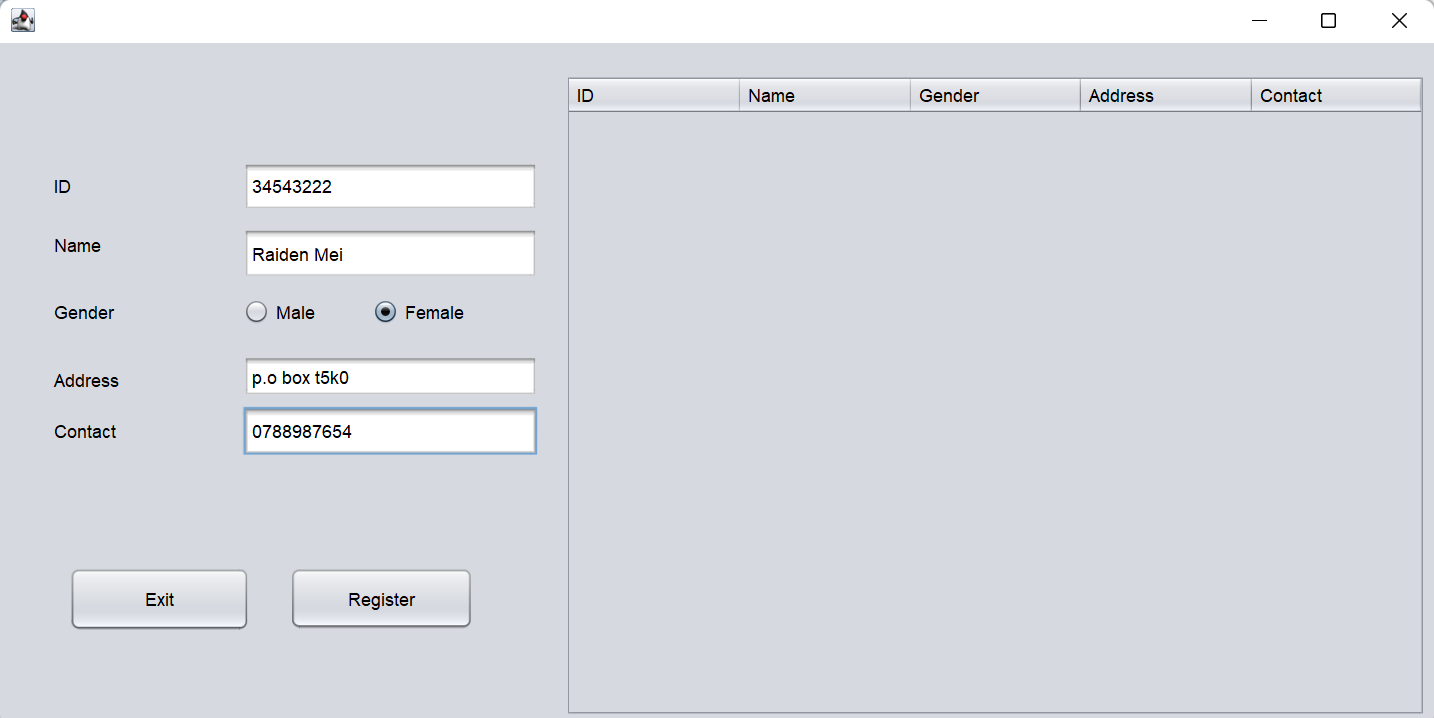 ID 34543222
Name Raiden Mei
Gender Male Female
Address p.o box t5k0
Contact 0788987654
Exit Register
ID Name Gender Address Contact